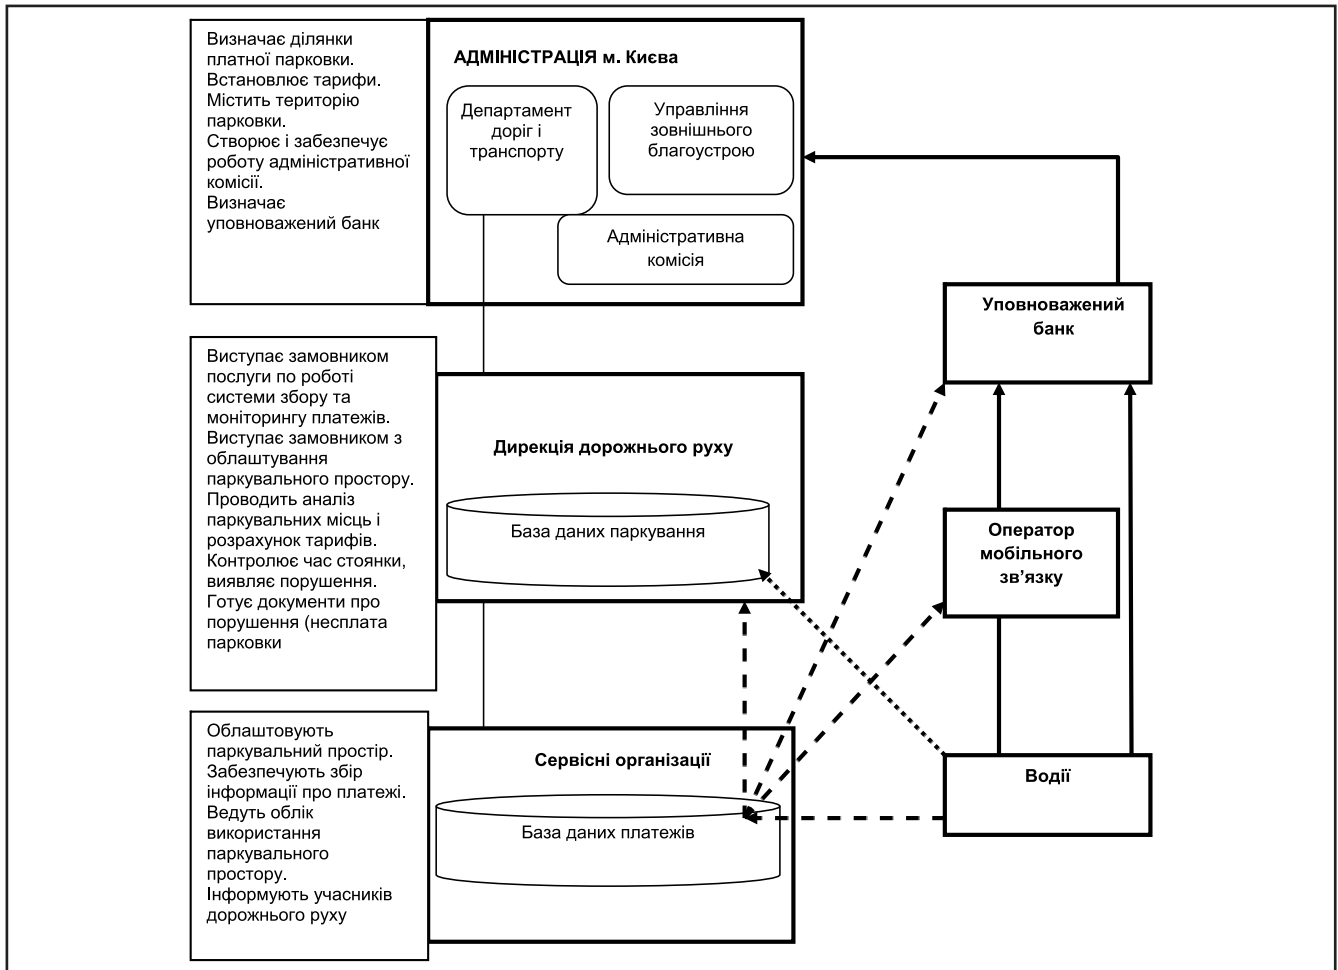 Визначає ділянки
платної парковки.
Встановлює тарифи.
Містить територію
парковки.
Створює і забезпечує
роботу адміністративної
комісії.
Визначає
уповноважений банк
АДМІНІСТРАЦІЯ м. Києва
Департамент
доріг і
транспорту
Управління
зовнішнього
благоустрою
Адміністративна
комісія
Уповноважений
банк
Виступає замовником
послуги по роботі
системи збору та
моніторингу платежів.
Виступає замовником з
облаштування
паркувального простору.
Проводить аналіз
паркувальних місць і
розрахунок тарифів.
Контролює час стоянки,
виявляє порушення.
Готує документи про
порушення (несплата
парковки
Дирекція дорожнього руху
База даних паркування
Оператор
мобільного
зв’язку
Облаштовують
паркувальний простір.
Забезпечують збір
інформації про платежі.
Ведуть облік
використання
паркувального
простору.
Інформують учасників
дорожнього руху
Сервісні організації
База даних платежів
Водії